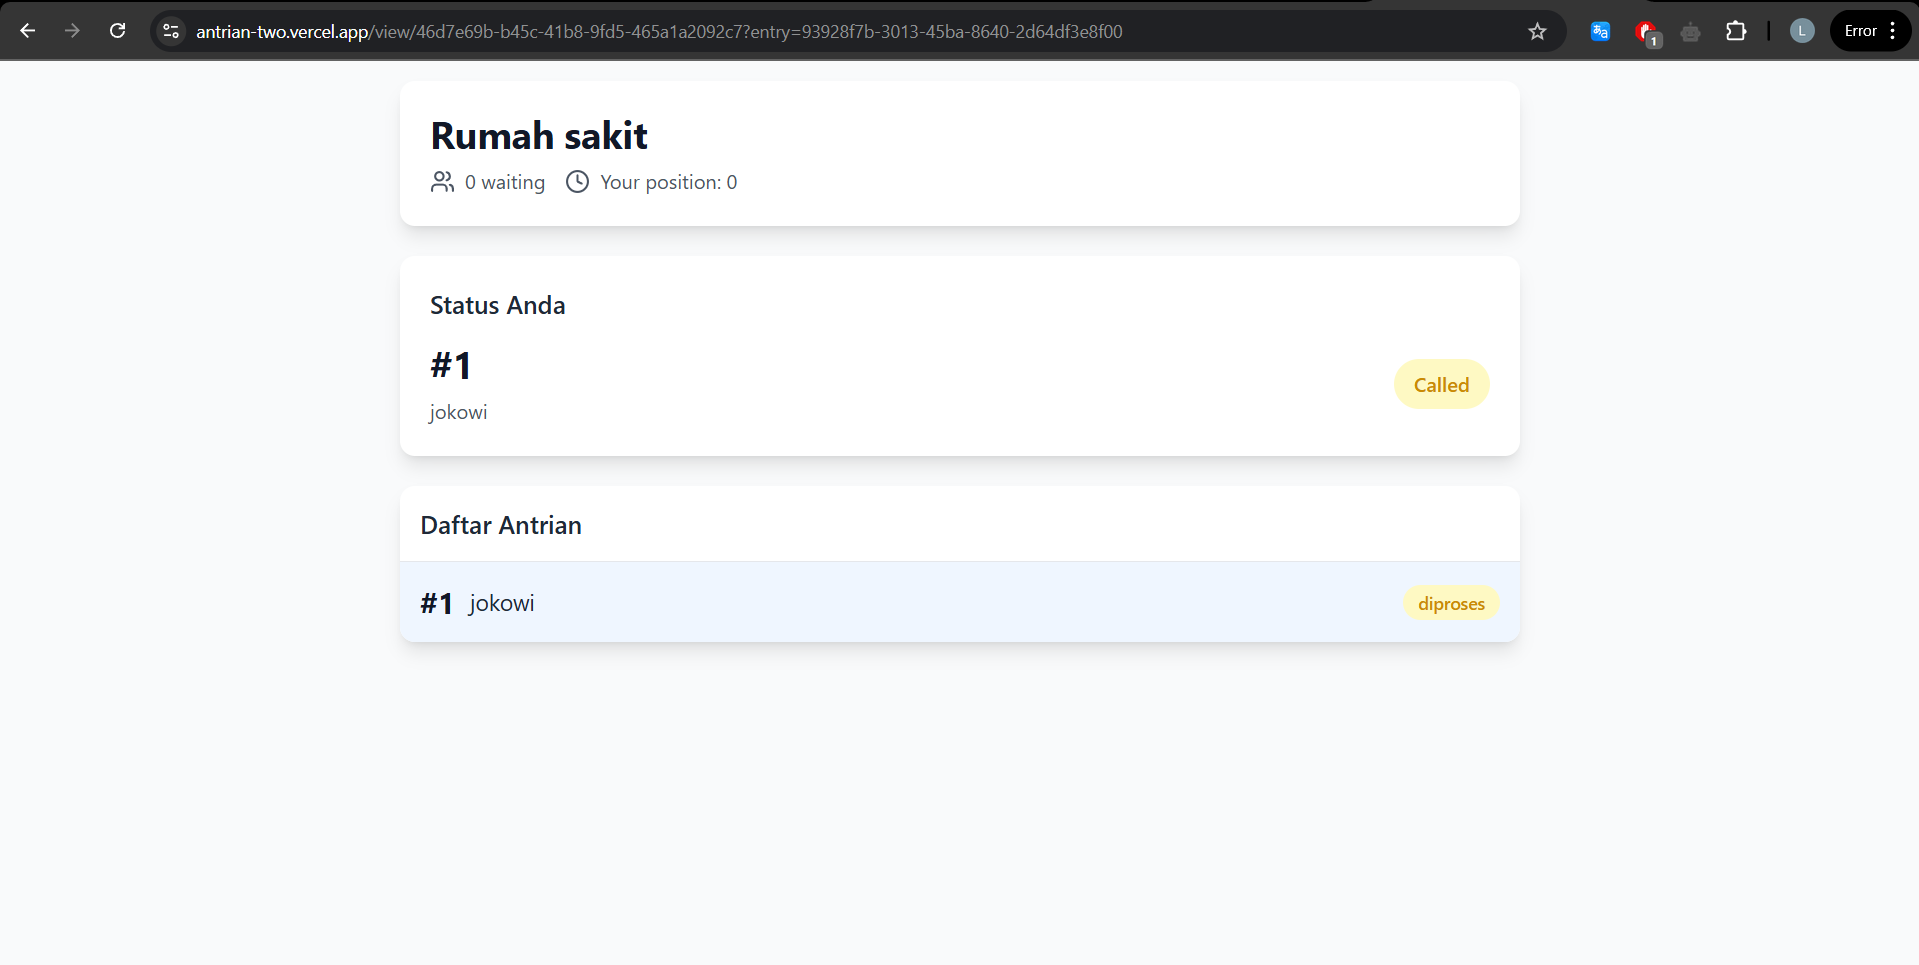 antrian-two.vercel.app/view/46d7e69b-b45c-41b8-9fd5-465a1a2092c7?entry=93928f7b-3013-45ba-8640-2d64df3e8f00
1
L
Error
Rumah sakit
0 waiting Your position: 0
Status Anda
#1
jokowi
Called
Daftar Antrian
#1 jokowi diproses